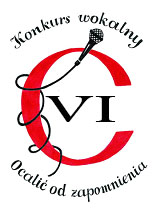 Konkurs wokalny
C
VI
Ocalić od zapomnienia